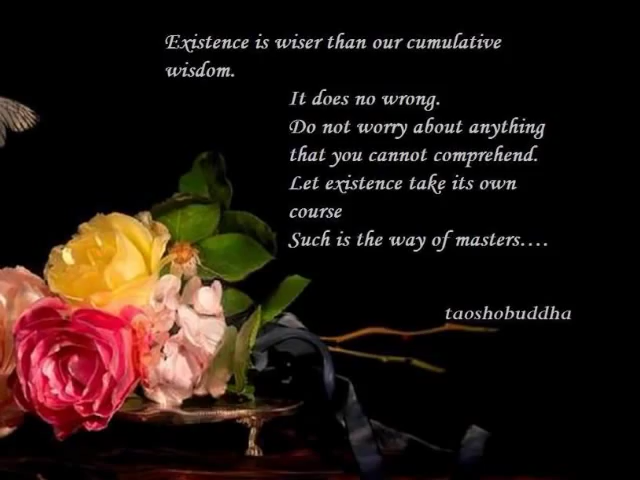 Existence is wiser than our cumulative
wisdom.
It does no wrong.
Do not worry about anything
that you cannot comprehend.
Let existence take its own
course
Such is the way of masters....
taoshobuddha